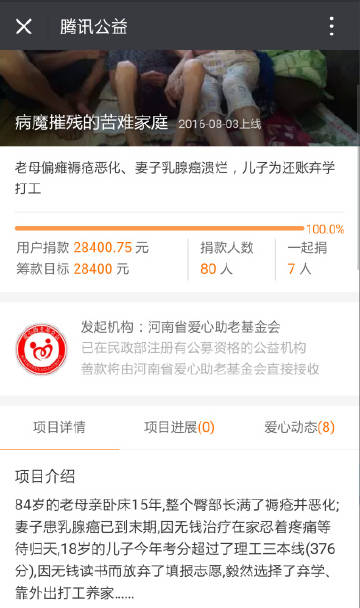 腾讯公益
病魔摧残的苦难家庭 2016-08-03上线
老母偏瘫褥疮恶化、妻子乳腺癌溃烂，儿子为还账弃学
打工
100.0%
用户捐款 28400.75 元 捐款人数 一起捐
筹款目标 28400 元 80 人 7 人
发起机构：河南省爱心助老基金会
已在民政部注册有公募资格的公益机构
善款将由河南省爱心助老基金会直接接收
项目详情 项目进展(0) 爱心动态(8)
项目介绍
84岁的老母亲卧床15年,整个臀部长满了褥疮并恶化;
妻子患乳腺癌已到末期,因无钱治疗在家忍着疼痛等
待归天,18岁的儿子今年考分超过了理工三本线(376
分),因无钱读书而放弃了填报志愿,毅然选择了弃学、
靠外出打工养家......